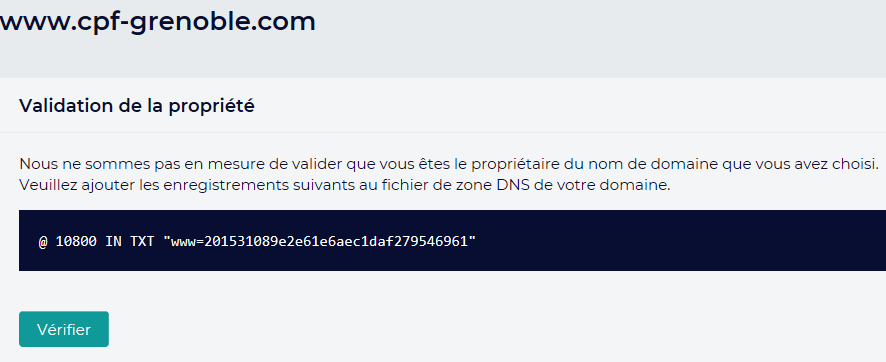 www.cpf-grenoble.com
Validation de la propriété
Nous ne sommes pas en mesure de valider que vous êtes le propriétaire du nom de domaine que vous avez choisi.
Veuillez ajouter les enregistrements suivants au fichier de zone DNS de votre domaine.
@ 10800 IN TXT "www=201531089e2e61e6aec1daf279546961"
Vérifier